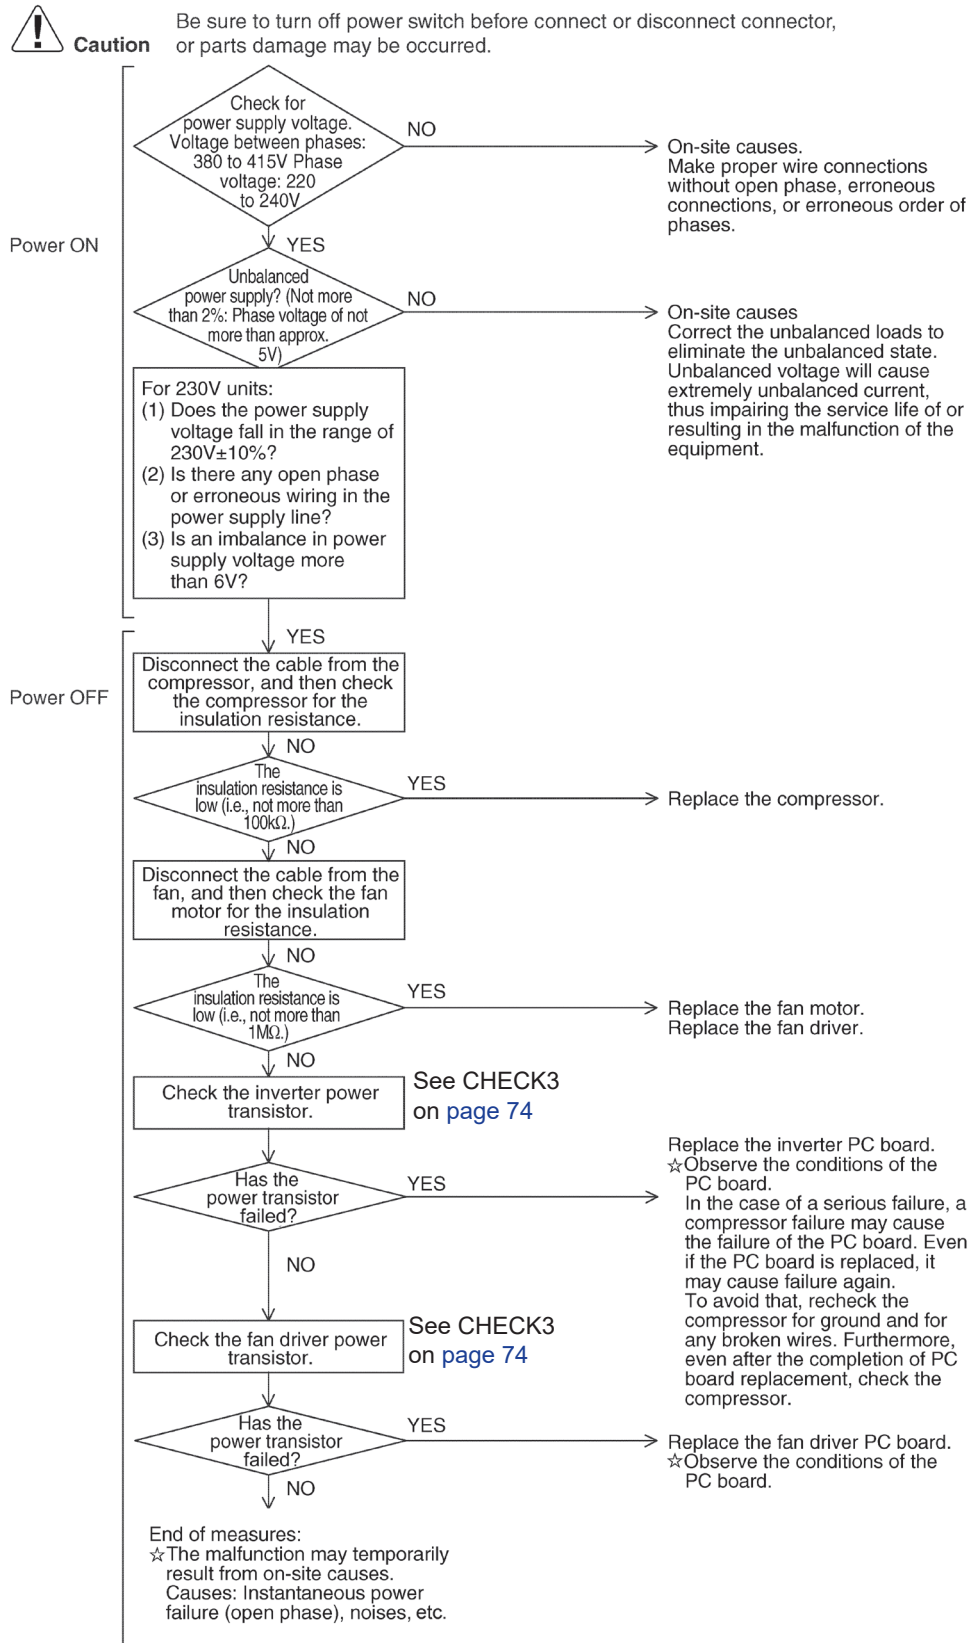 Caution
Be sure to turn off power switch before connect or disconnect connector,
or parts damage may be occurred.
Power ON
Check for
power supply voltage.
Voltage between phases:
380 to 415V Phase
voltage: 220
to 240V
NO
On-site causes.
Make proper wire connections
without open phase, erroneous
connections, or erroneous order of
phases.
YES
Unbalanced
power supply? (Not more
than 2%: Phase voltage of not
more than approx.
5V)
NO
On-site causes
Correct the unbalanced loads to
eliminate the unbalanced state.
Unbalanced voltage will cause
extremely unbalanced current,
thus impairing the service life of or
resulting in the malfunction of the
equipment.
For 230V units:
(1) Does the power supply
voltage fall in the range of
230V±10%?
(2) Is there any open phase
or erroneous wiring in the
power supply line?
(3) Is an imbalance in power
supply voltage more
than 6V?
YES
Power OFF
Disconnect the cable from the
compressor, and then check
the compressor for the
insulation resistance.
NO
The
insulation resistance is
low (i.e., not more than
100kΩ.)
YES
Replace the compressor.
NO
Disconnect the cable from the
fan, and then check the fan
motor for the insulation
resistance.
NO
The
insulation resistance is
low (i.e., not more than
1MΩ.)
YES
Replace the fan motor.
Replace the fan driver.
NO
Check the inverter power
transistor.
See CHECK3
on page 74
Has the
power transistor
failed?
YES
Replace the inverter PC board.
☆Observe the conditions of the
PC board.
In the case of a serious failure, a
compressor failure may cause
the failure of the PC board. Even
if the PC board is replaced, it
may cause failure again.
To avoid that, recheck the
compressor for ground and for
any broken wires. Furthermore,
even after the completion of PC
board replacement, check the
compressor.
NO
Check the fan driver power
transistor.
See CHECK3
on page 74
Has the
power transistor
failed?
YES
Replace the fan driver PC board.
☆Observe the conditions of the
PC board.
NO
End of measures:
☆The malfunction may temporarily
result from on-site causes.
Causes: Instantaneous power
failure (open phase), noises, etc.